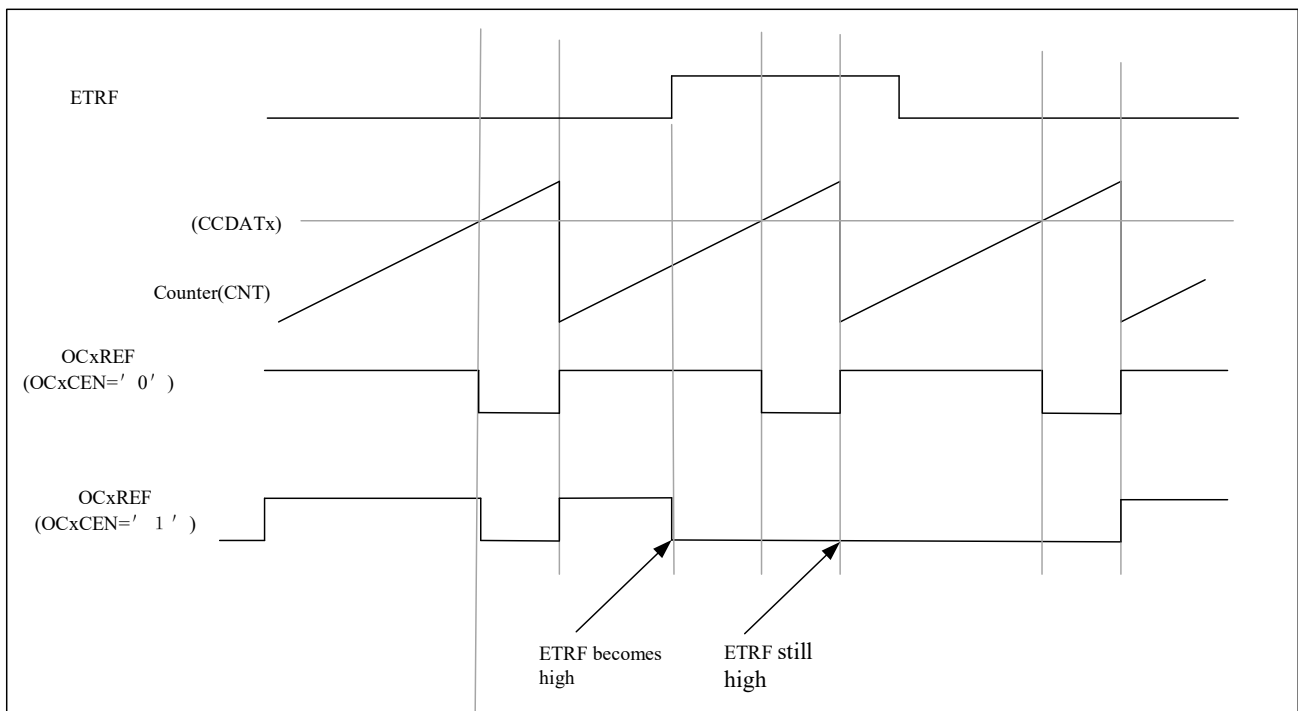 ETRF
(CCDATx)
Counter(CNT)
OCxREF
(OCxCEN=′ 0′ )
OCxREF
(OCxCEN=′ 1 ′ )
ETRF becomes
high
ETRF still
high